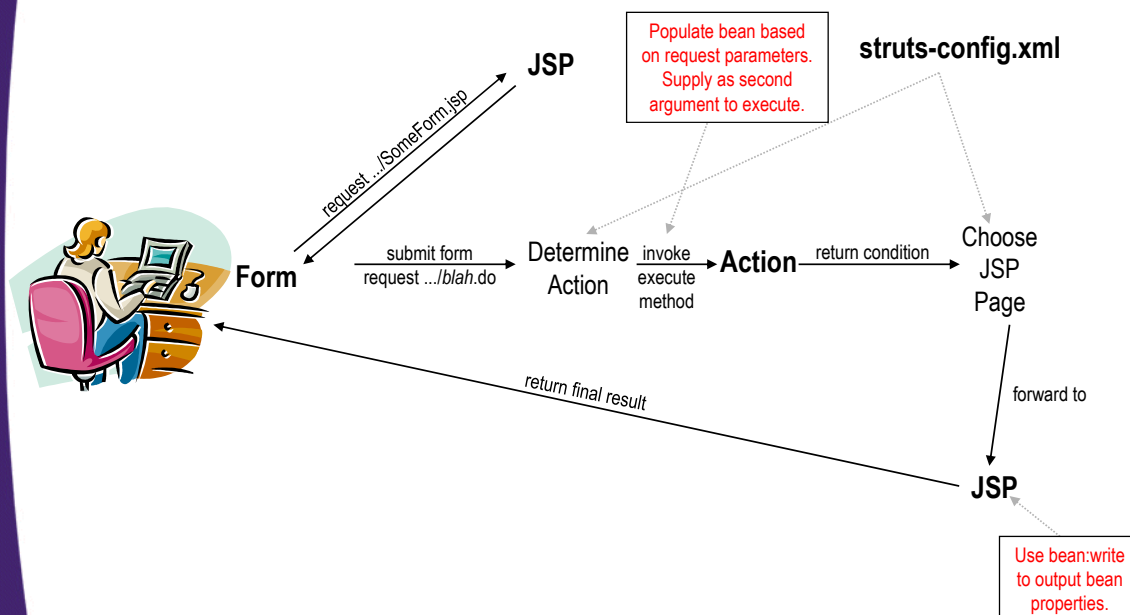 Populate bean based
on request parameters.
Supply as second
argument to execute.
struts-config.xml
JSP
request .../SomeForm.jsp
Form
submit form
request .../blah.do
Determine
Action
invoke
execute
method
Action
return condition
Choose
JSP
Page
return final result
forward to
JSP
Use bean:write
to output bean
properties.